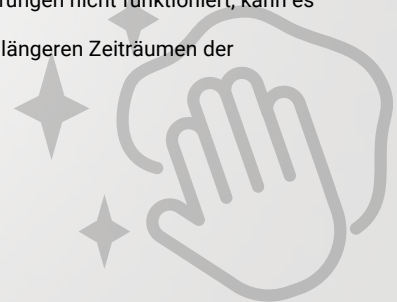 rungen nicht funktioniert, kann es
längeren Zeiträumen der